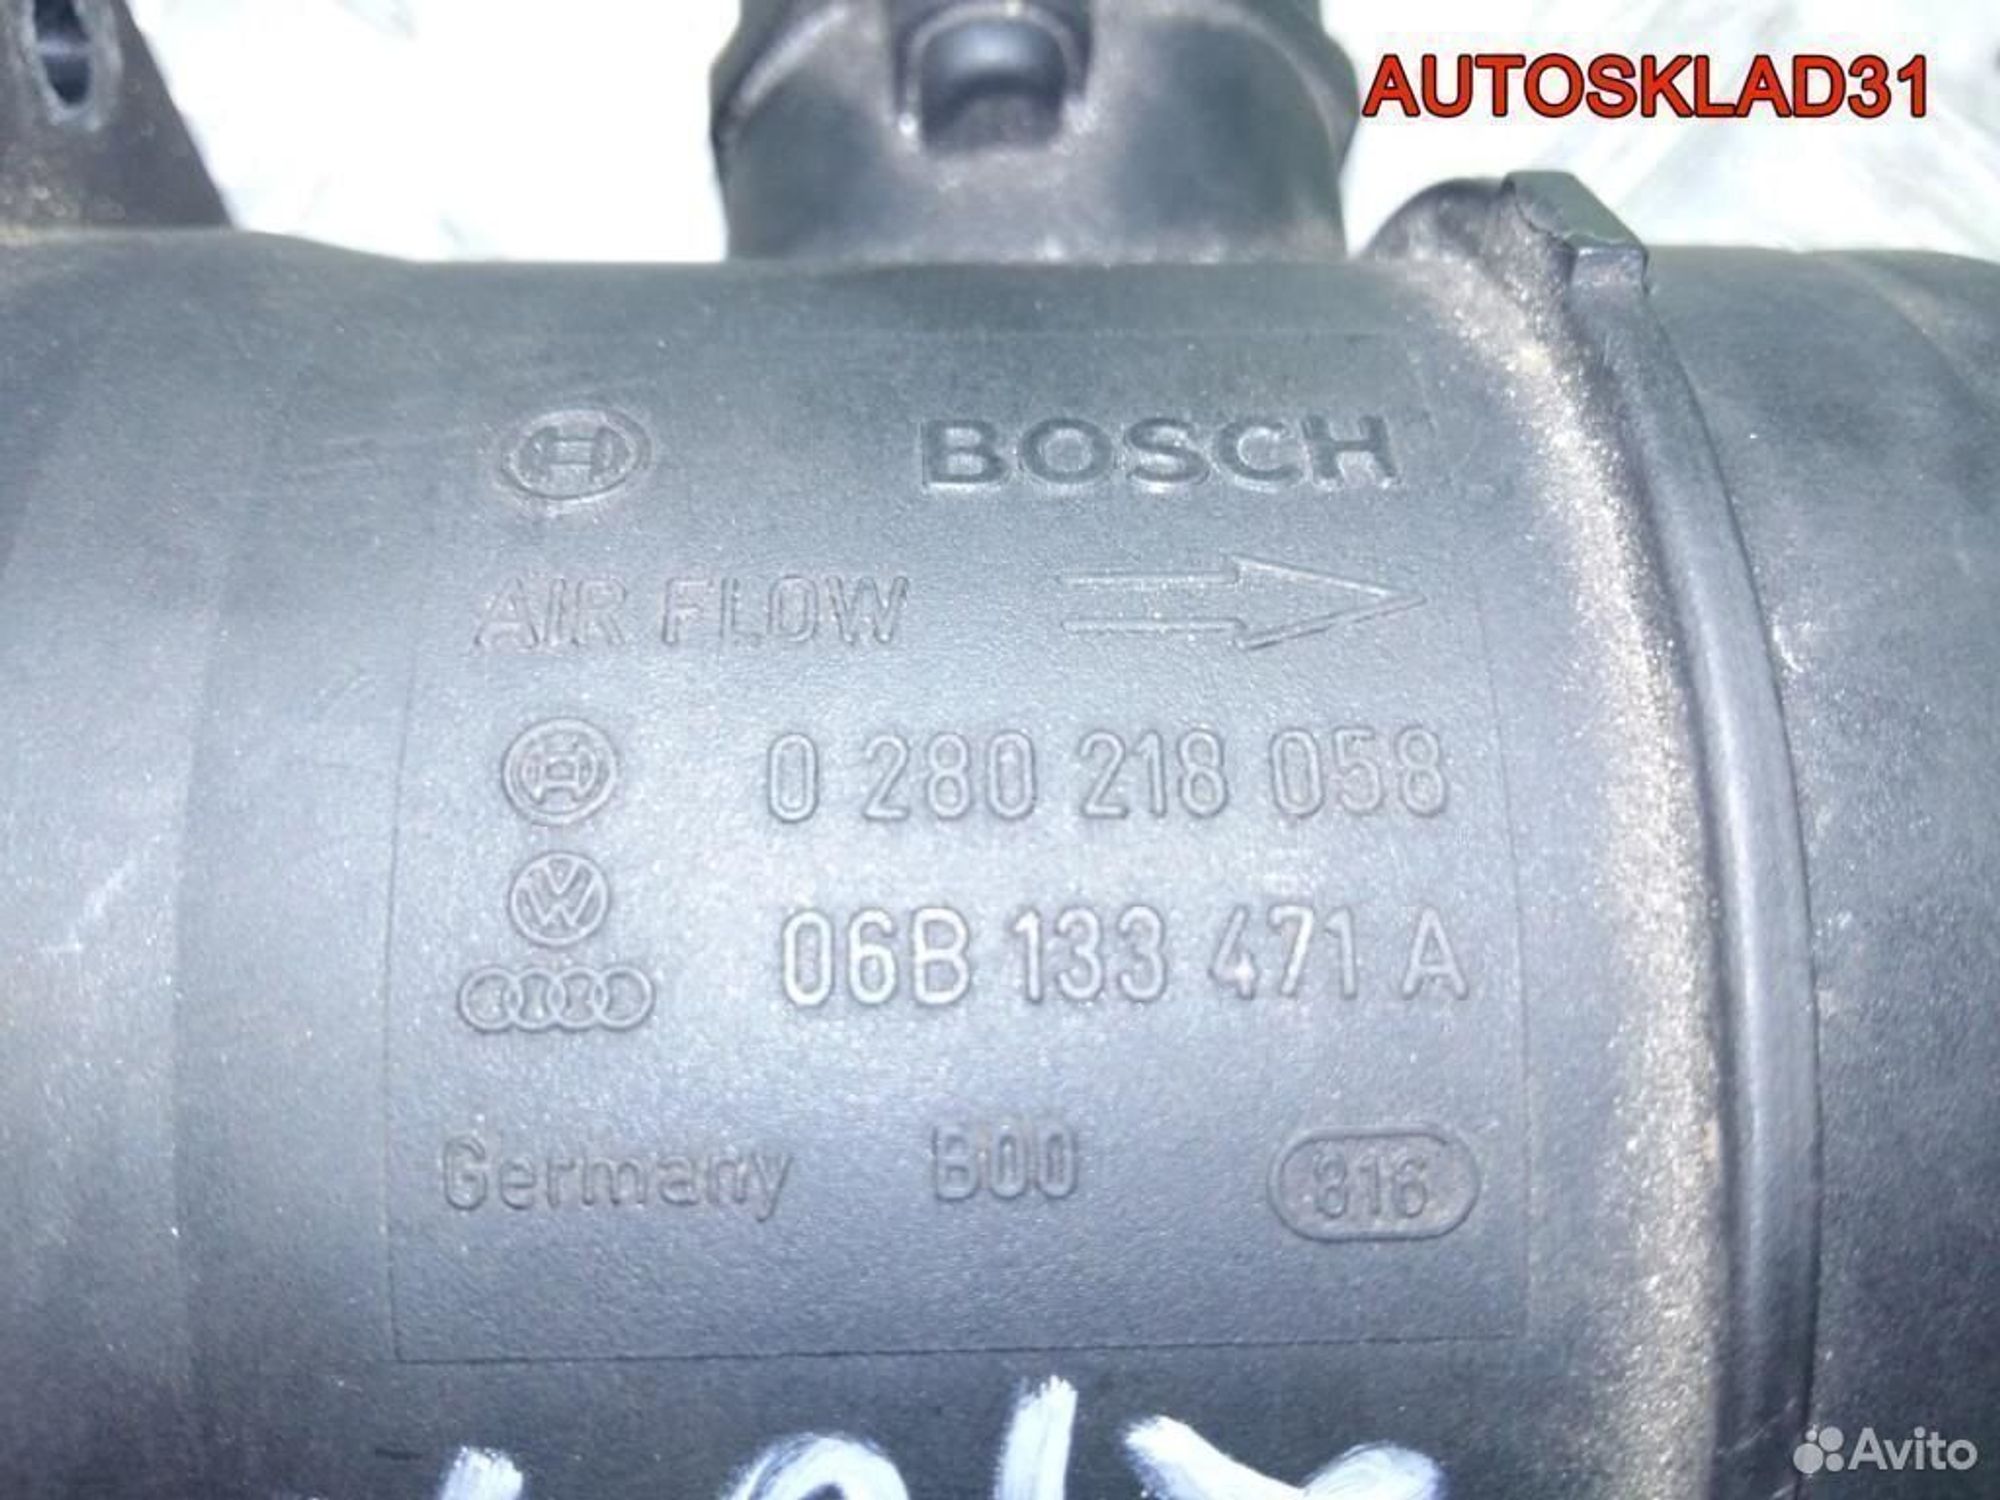 AUTOSKLAD31
BOSCH
AIR FLOW
0 280 218 058
06B 133 471 A
Germany B00 816
Avito